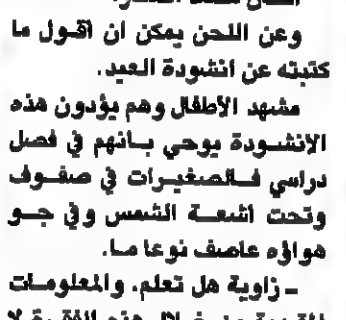 وعن اللحن يمكن ان اقول ما
كتبته عن انشودة العيد.
مشهد الأطفال وهم يؤدون هذه
الانشودة يوحي بانهم في فصل
دراسي فالصغيرات في صفوف
وتحت اشعة الشمس وفي جو
هواؤه عاصف نوعا ما.
- زاوية هل تعلم. والمعلومات